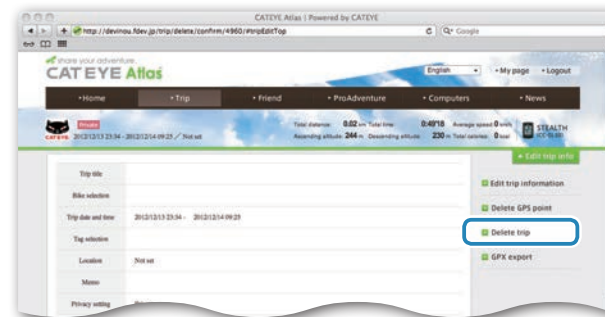 CATEYE Atlas | Powered by CATEYE
http://devinou.fdev.jp/trip/delete/confirm/4960/#tripEditTop
Google
share your adventure.
CATEYE Atlas
English
My page
Logout
Home
Trip
Friend
ProAdventure
Computers
News
Private
CATEYE
2012/12/13 23:34 - 2012/12/14 09:25 / Not set
Total distance: 0.02 km Total time: 0:49'18 Average speed 0 km/h
Ascending altitude: 244 m Descending altitude: 230 m Total calories: 0 kcal
STEALTH
Edit trip info
Trip title
Bike selection
Trip date and time 2012/12/13 23:34 - 2012/12/14 09:25
Tag selection
Location Not set
Memo
Privacy setting
Edit trip information
Delete GPS point
Delete trip
GPX export